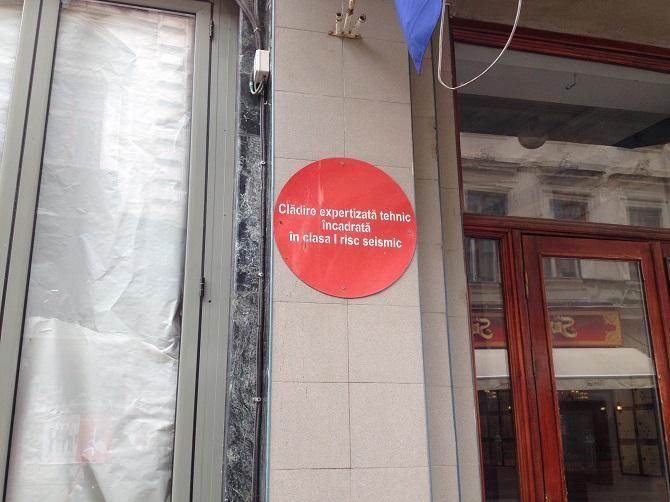 Clădire expertizată tehnic
încadrată
în clasa I risc seismic